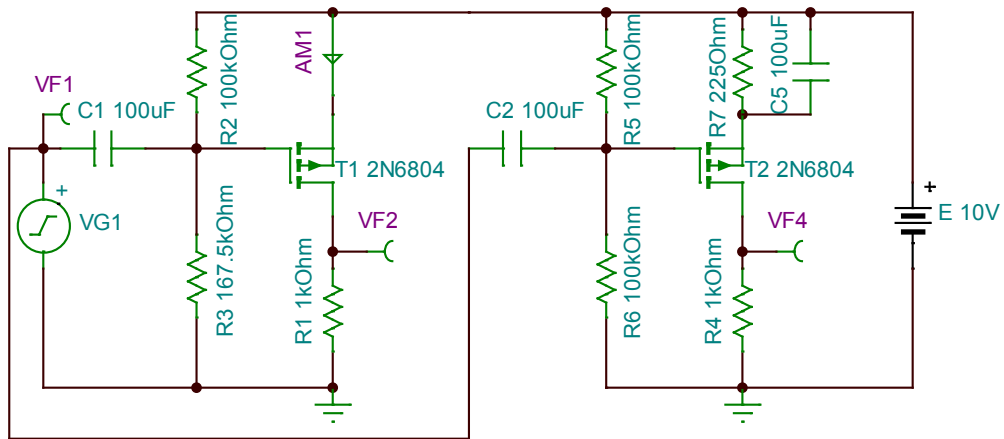 VF1
C1 100uF
+
VG1
R2 100kOhm
R3 167.5kOhm
AM1
T1 2N6804
VF2
R1 1kOhm
C2 100uF
R5 100kOhm
R6 100kOhm
R7 225Ohm
C5 100uF
T2 2N6804
VF4
R4 1kOhm
+
E 10V